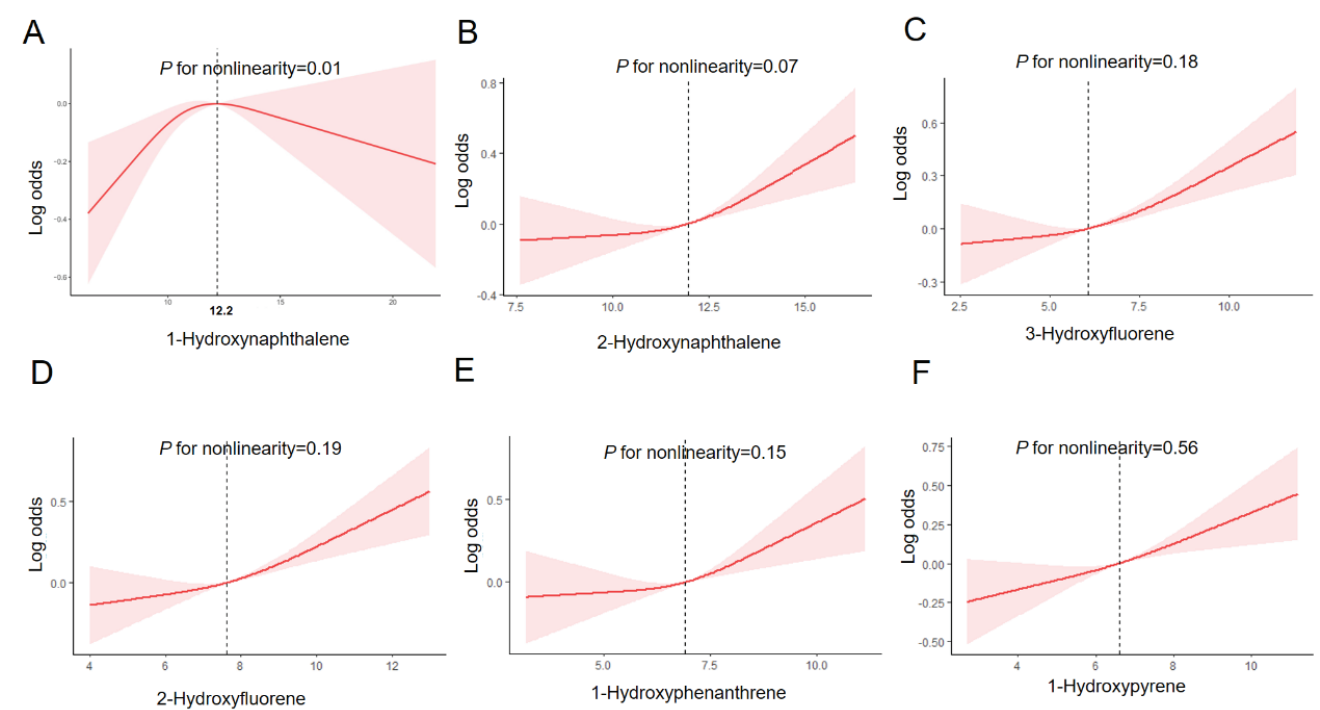 A
P for nonlinearity=0.01
Log odds
0.0
-0.2
-0.4
-0.6
10
15
20
12.2
1-Hydroxynaphthalene
B
P for nonlinearity=0.07
Log odds
0.8
0.4
0.0
-0.4
7.5
10.0
12.5
15.0
2-Hydroxynaphthalene
C
P for nonlinearity=0.18
Log odds
0.6
0.3
0.0
-0.3
2.5
5.0
7.5
10.0
3-Hydroxyfluorene
D
P for nonlinearity=0.19
Log odds
0.5
0.0
4
6
8
10
12
2-Hydroxyfluorene
E
P for nonlinearity=0.15
Log odds
0.5
0.0
5.0
7.5
10.0
1-Hydroxyphenanthrene
F
P for nonlinearity=0.56
Log odds
0.75
0.50
0.25
0.00
-0.25
-0.50
4
6
8
10
1-Hydroxypyrene